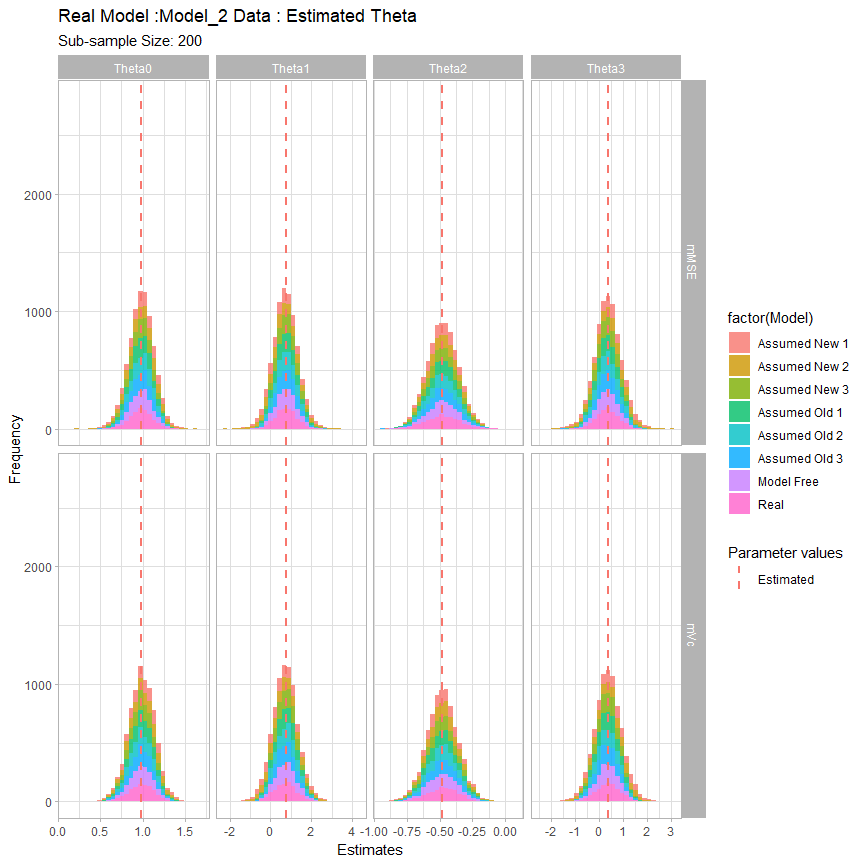 Real Model :Model_2 Data : Estimated Theta
Sub-sample Size: 200
Theta0 Theta1 Theta2 Theta3
2000
1000
0
mMSE
2000
1000
0
mVc
0.0 0.5 1.0 1.5 -2 0 2 4 -1.00 -0.75 -0.50 -0.25 0.00 -2 -1 0 1 2 3
Estimates
Frequency
factor(Model)
Assumed New 1
Assumed New 2
Assumed New 3
Assumed Old 1
Assumed Old 2
Assumed Old 3
Model Free
Real
Parameter values
Estimated